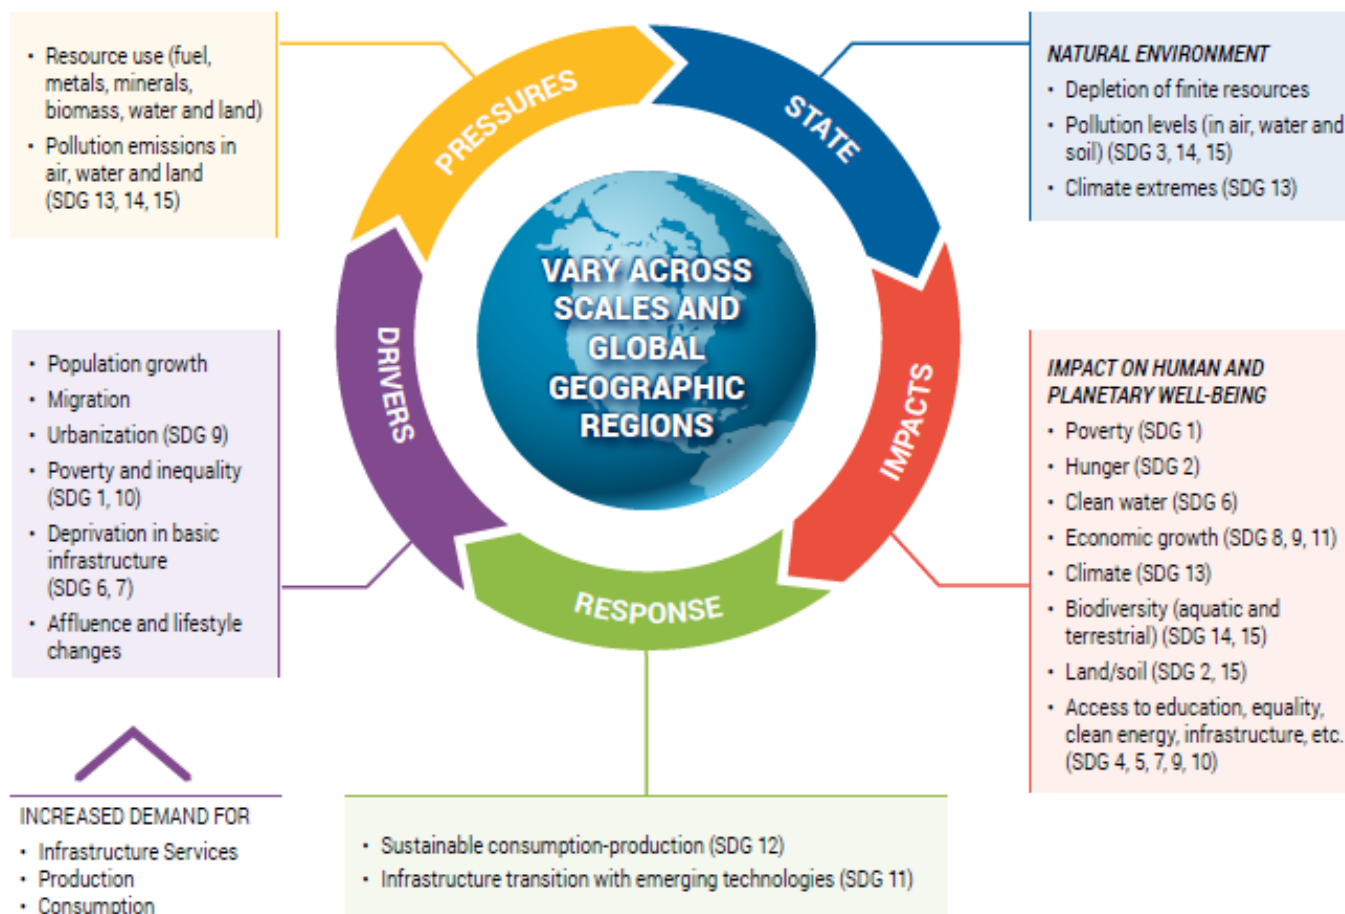 • Resource use (fuel,
metals, minerals,
biomass, water and land)
• Pollution emissions in
air, water and land
(SDG 13, 14, 15)
PRESSURES
STATE
NATURAL ENVIRONMENT
• Depletion of finite resources
• Pollution levels (in air, water and
soil) (SDG 3, 14, 15)
• Climate extremes (SDG 13)
VARY ACROSS
SCALES AND
GLOBAL
GEOGRAPHIC
REGIONS
DRIVERS
• Population growth
• Migration
• Urbanization (SDG 9)
• Poverty and inequality
(SDG 1, 10)
• Deprivation in basic
infrastructure
(SDG 6, 7)
• Affluence and lifestyle
changes
IMPACTS
IMPACT ON HUMAN AND
PLANETARY WELL-BEING
• Poverty (SDG 1)
• Hunger (SDG 2)
• Clean water (SDG 6)
• Economic growth (SDG 8, 9, 11)
• Climate (SDG 13)
• Biodiversity (aquatic and
terrestrial) (SDG 14, 15)
• Land/soil (SDG 2, 15)
• Access to education, equality,
clean energy, infrastructure, etc.
(SDG 4, 5, 7, 9, 10)
RESPONSE
INCREASED DEMAND FOR
• Infrastructure Services
• Production
• Consumption
• Sustainable consumption-production (SDG 12)
• Infrastructure transition with emerging technologies (SDG 11)